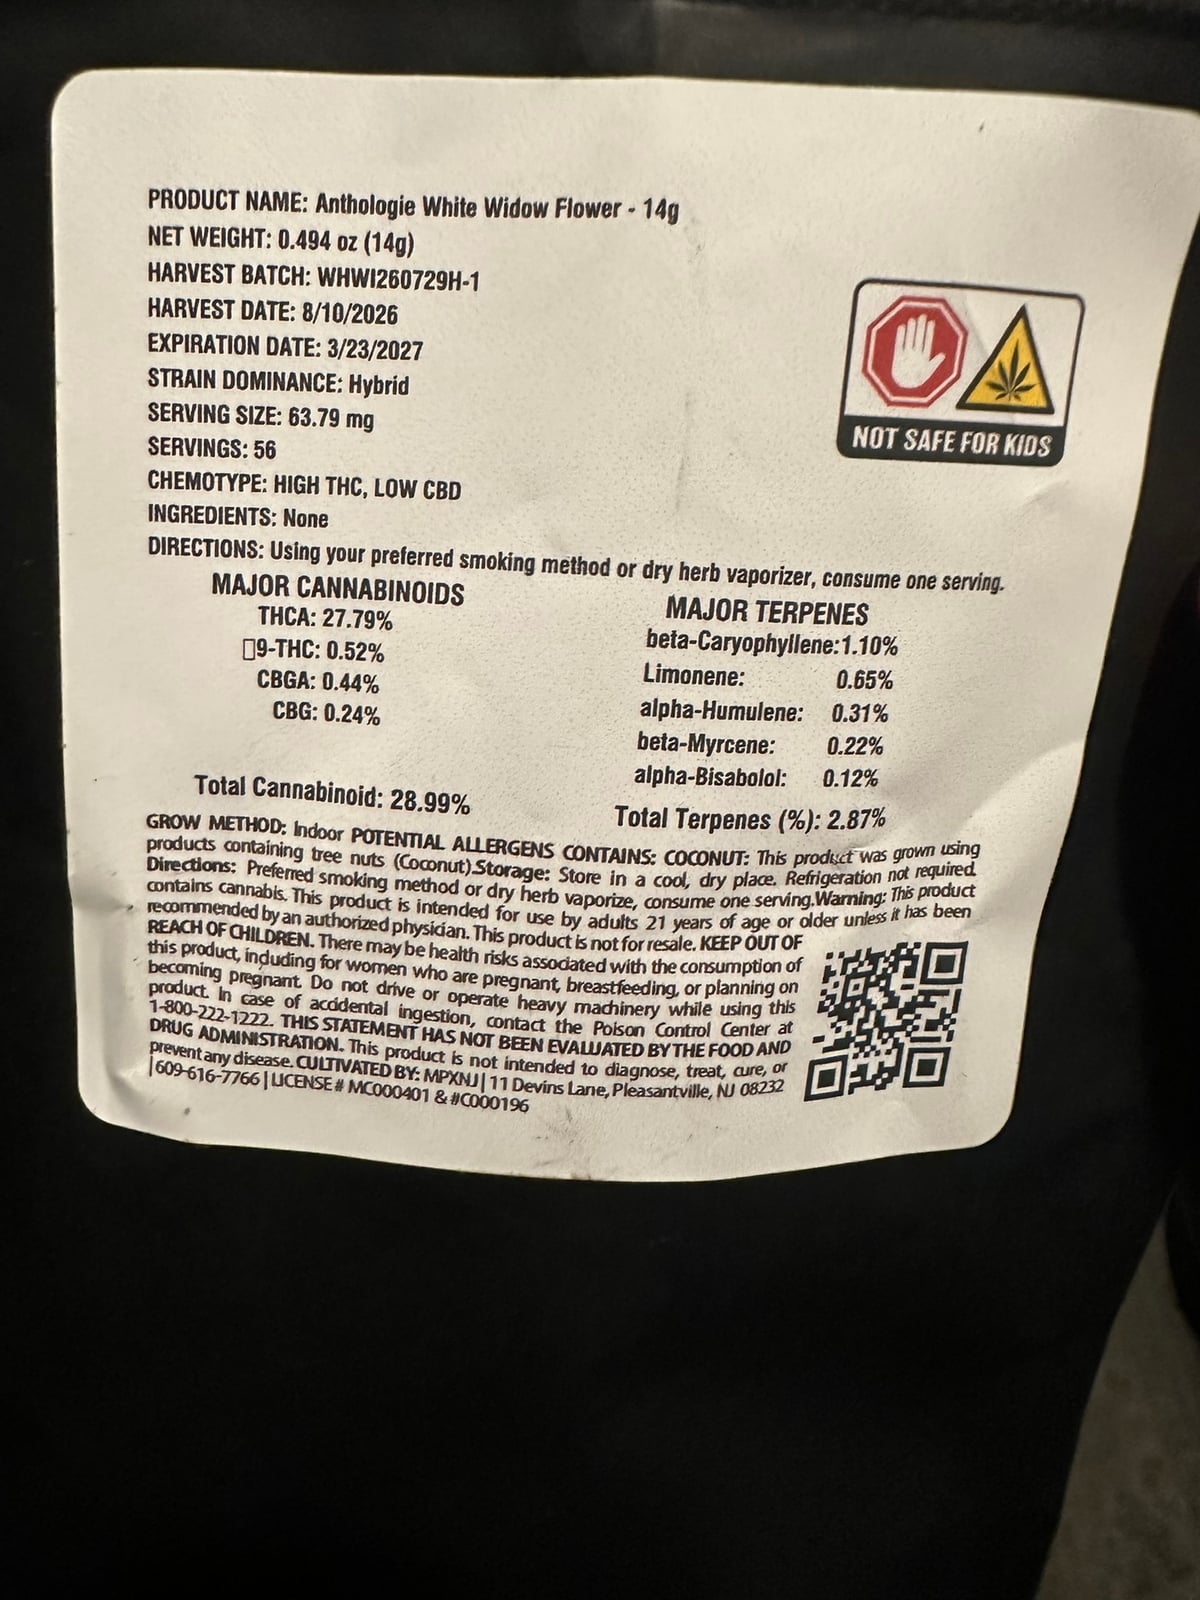 PRODUCT NAME: Anthologie White Widow Flower - 14g
NET WEIGHT: 0.494 oz (14g)
HARVEST BATCH: WHWI260729H-1
HARVEST DATE: 8/10/2026
EXPIRATION DATE: 3/23/2027
STRAIN DOMINANCE: Hybrid
SERVING SIZE: 63.79 mg
SERVINGS: 56
CHEMOTYPE: HIGH THC, LOW CBD
INGREDIENTS: None
DIRECTIONS: Using your preferred smoking method or dry herb vaporizer, consume one serving.
NOT SAFE FOR KIDS
MAJOR CANNABINOIDS
THCA: 27.79%
▯9-THC: 0.52%
CBGA: 0.44%
CBG: 0.24%
Total Cannabinoid: 28.99%
MAJOR TERPENES
beta-Caryophyllene:1.10%
Limonene: 0.65%
alpha-Humulene: 0.31%
beta-Myrcene: 0.22%
alpha-Bisabolol: 0.12%
Total Terpenes (%): 2.87%
GROW METHOD: Indoor POTENTIAL ALLERGENS CONTAINS: COCONUT: This product was grown using
products containing tree nuts (Coconut).Storage: Store in a cool, dry place. Refrigeration not required.
Directions: Preferred smoking method or dry herb vaporize, consume one serving.Warning: This product
contains cannabis. This product is intended for use by adults 21 years of age or older unless it has been
recommended by an authorized physician. This product is not for resale. KEEP OUT OF
REACH OF CHILDREN. There may be health risks associated with the consumption of
this product, including for women who are pregnant, breastfeeding, or planning on
becoming pregnant. Do not drive or operate heavy machinery while using this
product. In case of accidental ingestion, contact the Poison Control Center at
1-800-222-1222. THIS STATEMENT HAS NOT BEEN EVALUATED BY THE FOOD AND
DRUG ADMINISTRATION. This product is not intended to diagnose, treat, cure, or
prevent any disease. CULTIVATED BY: MPXNJ | 11 Devins Lane, Pleasantville, NJ 08232
| 609-616-7766 | LICENSE # MC000401 & #C000196